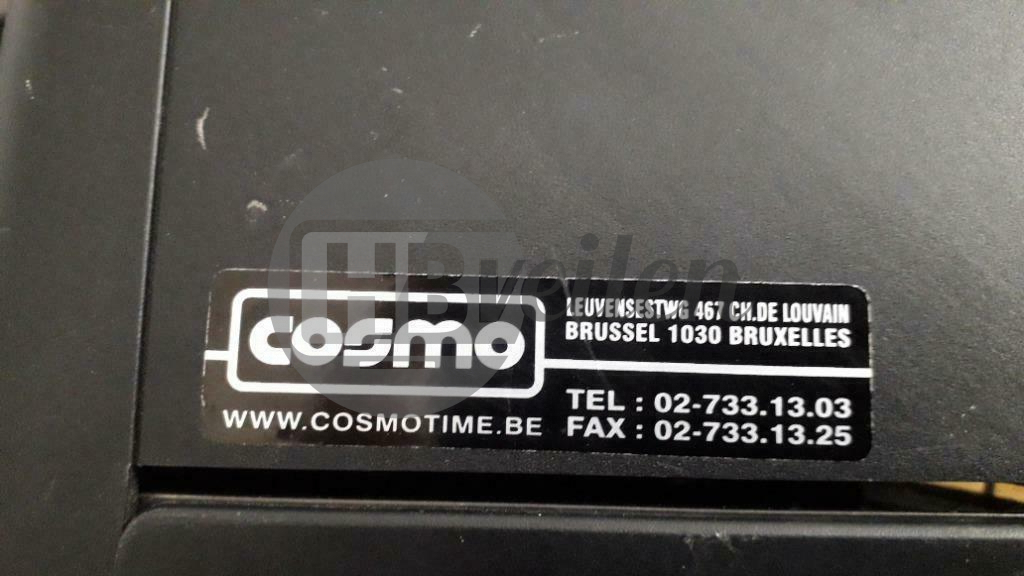 HBveilen
cosmo
WWW.COSMOTIME.BE
LEUVENSESTWG 467 CH.DE LOUVAIN
BRUSSEL 1030 BRUXELLES
TEL : 02-733.13.03
FAX : 02-733.13.25